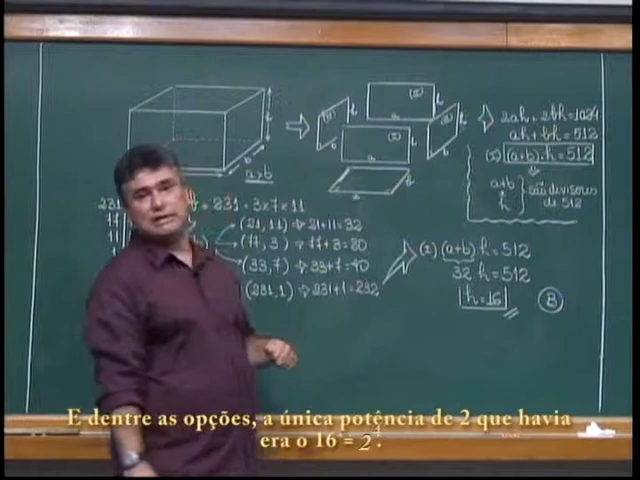 2ah + 2bh = 1024
ah + bh = 512
(I) (a+b)·h = 512
a+b
h
são divisores
de 512
a>b
= 231 = 3×7×11
(21,11) ⇒ 21+11 = 32
(77,3) ⇒ 77+3 = 80
(33,7) ⇒ 33+7 = 40
(231,1) ⇒ 231+1 = 232
(I) (a+b) h = 512
32 h = 512
h = 16
B
E dentre as opções, a única potência de 2 que havia
era o 16 = 2⁴.